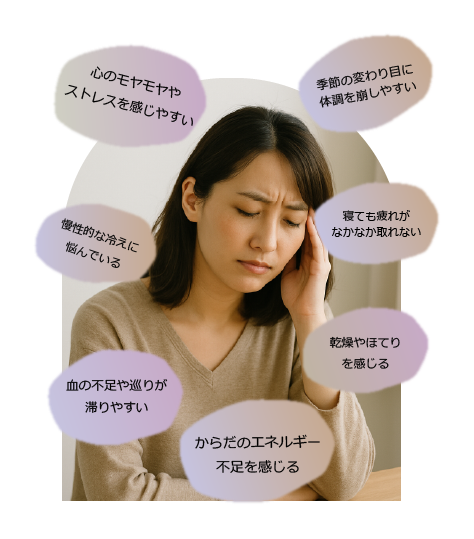 心のモヤモヤや
ストレスを感じやすい
季節の変わり目に
体調を崩しやすい
慢性的な冷えに
悩んでいる
寝ても疲れが
なかなか取れない
乾燥やほてり
を感じる
血の不足や巡りが
滞りやすい
からだのエネルギー
不足を感じる